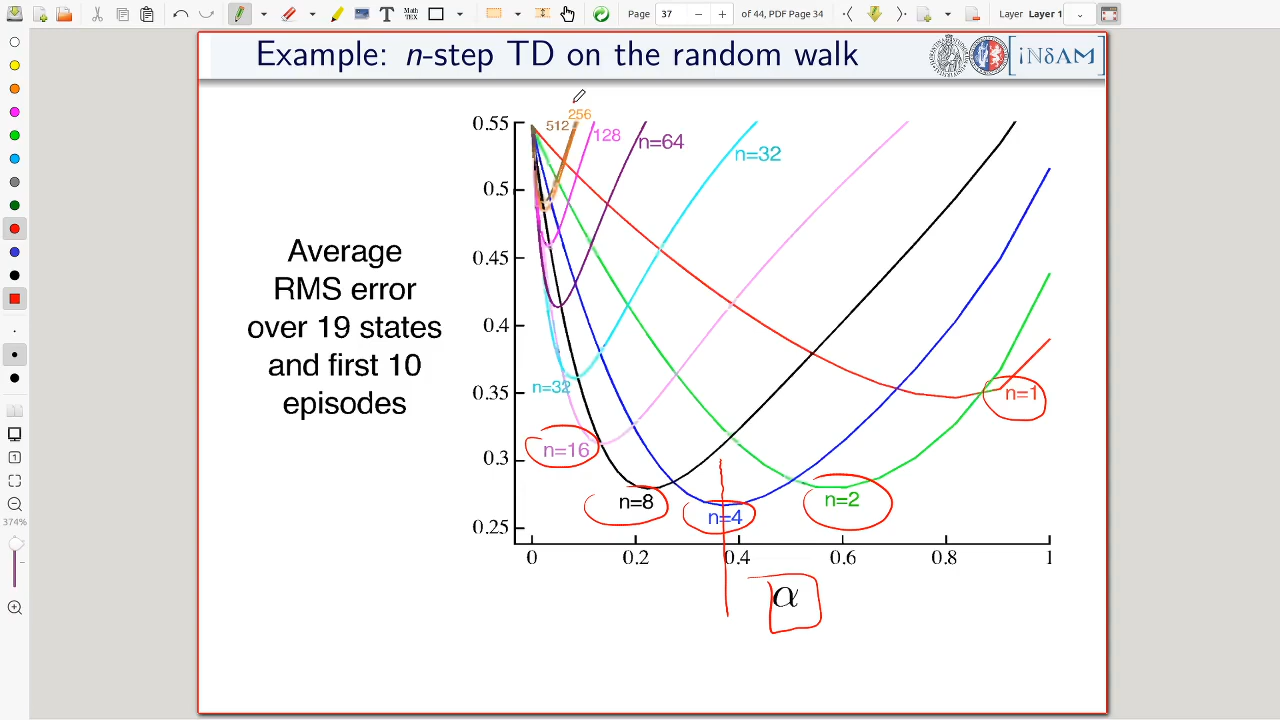 Page 37 of 44, PDF Page 34 Layer Layer 1
Math
TEX
T
Example: n-step TD on the random walk
iNδAM
256
512
128
n=64
n=32
0.55
0.5
0.45
0.4
0.35
0.3
0.25
Average
RMS error
over 19 states
and first 10
episodes
n=32
n=1
n=16
n=8
n=4
n=2
0 0.2 0.4 0.6 0.8 1
α
374%